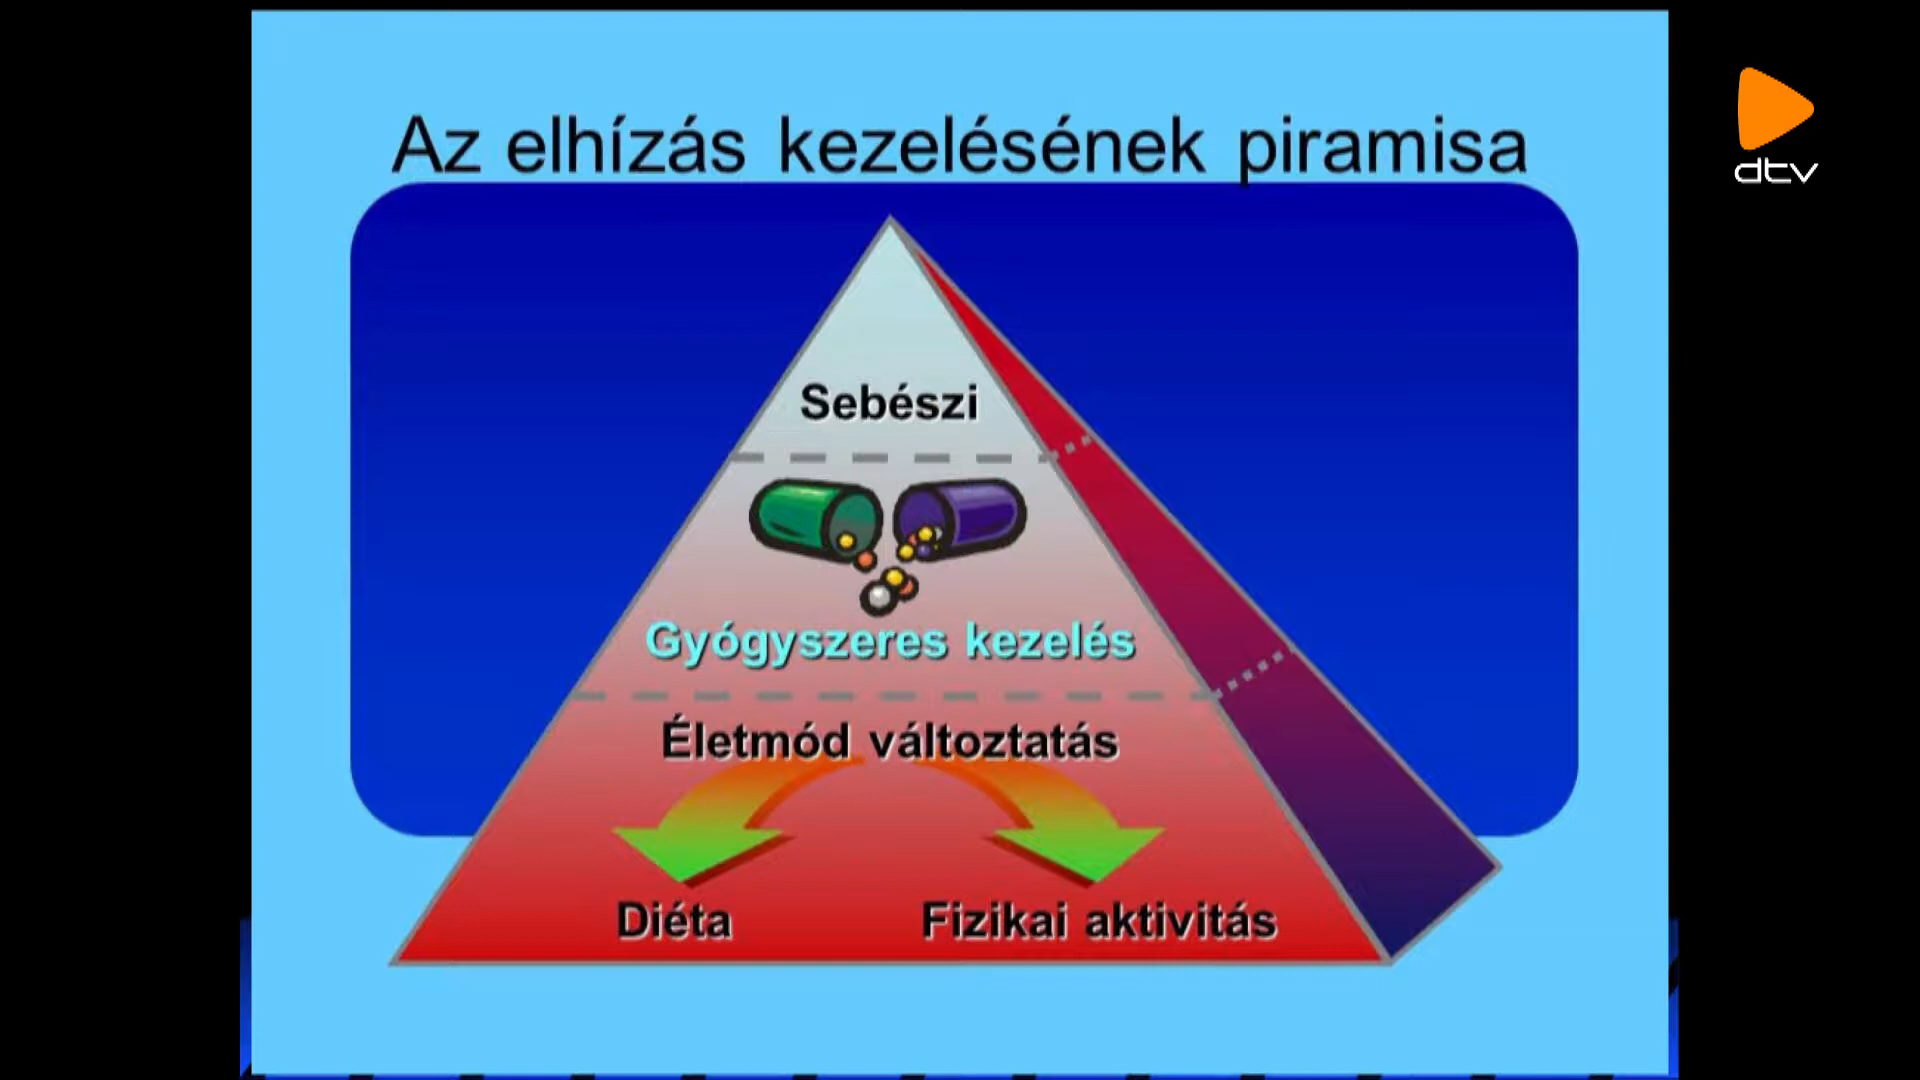 Az elhízás kezelésének piramisa
dtv
Sebészi
Gyógyszeres kezelés
Életmód változtatás
Diéta
Fizikai aktivitás